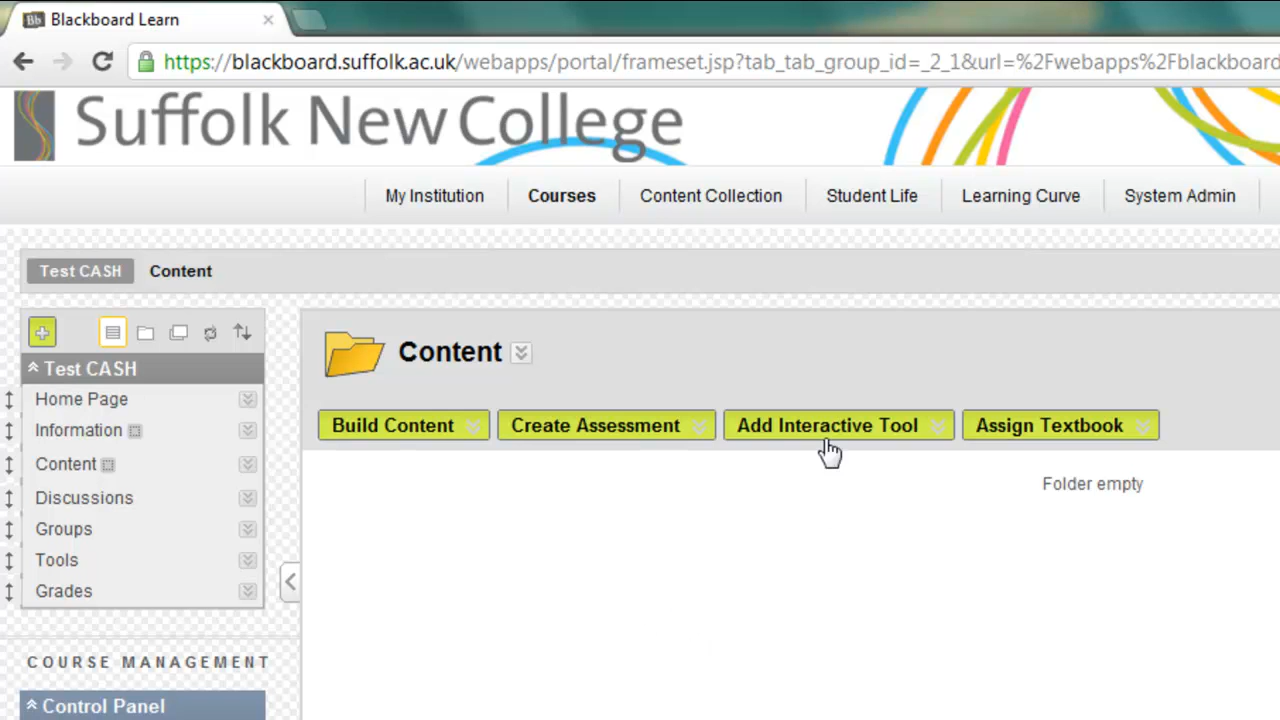 Bb Blackboard Learn
https://blackboard.suffolk.ac.uk/webapps/portal/frameset.jsp?tab_tab_group_id=_2_1&url=%2Fwebapps%2Fblackboard
Suffolk New College
My Institution Courses Content Collection Student Life Learning Curve System Admin
Test CASH Content
Test CASH
Home Page
Information
Content
Discussions
Groups
Tools
Grades
COURSE MANAGEMENT
Control Panel
Content
Build Content Create Assessment Add Interactive Tool Assign Textbook
Folder empty